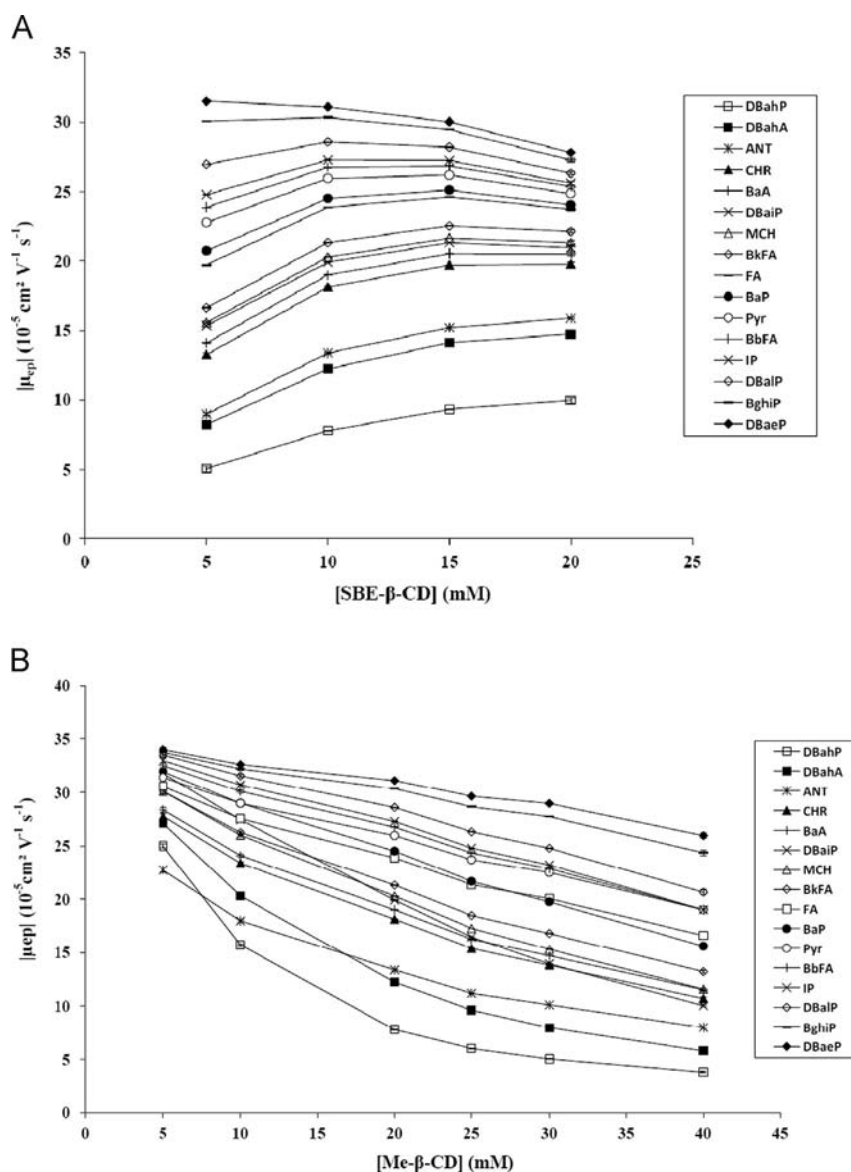 A
|μep| (10⁻⁵ cm² V⁻¹ s⁻¹)
35
30
25
20
15
10
5
0
0 5 10 15 20 25
[SBE-β-CD] (mM)
DBahP
DBahA
ANT
CHR
BaA
DBaiP
MCH
BkFA
FA
BaP
Pyr
BbFA
IP
DBalP
BghiP
DBaeP
B
|μep| (10⁻⁵ cm² V⁻¹ s⁻¹)
40
35
30
25
20
15
10
5
0
0 5 10 15 20 25 30 35 40 45
[Me-β-CD] (mM)
DBahP
DBahA
ANT
CHR
BaA
DBaiP
MCH
BkFA
FA
BaP
Pyr
BbFA
IP
DBalP
BghiP
DBaeP